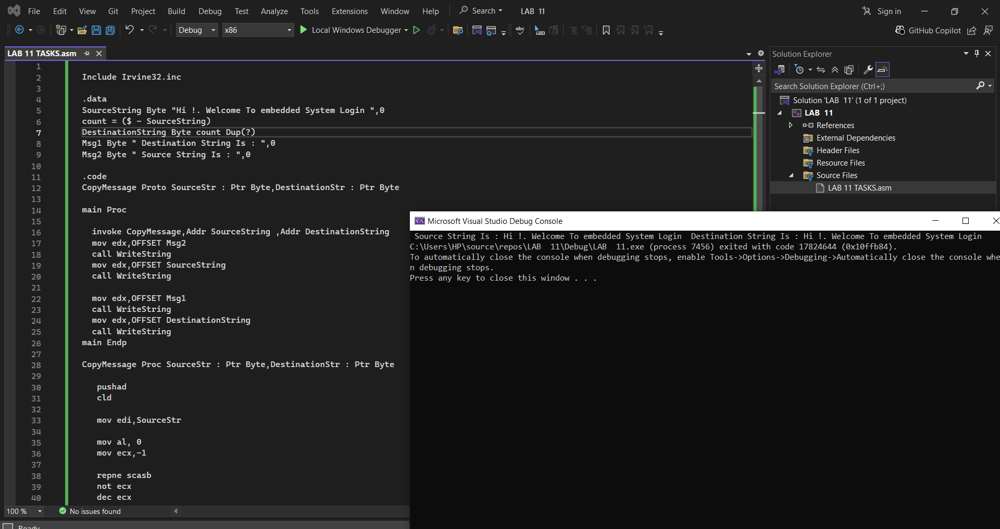 File Edit View Git Project Build Debug Test Analyze Tools Extensions Window Help Search LAB 11 Sign in
Debug x86 Local Windows Debugger abc GitHub Copilot
LAB 11 TASKS.asm
1
2 Include Irvine32.inc
3
4 .data
5 SourceString Byte "Hi !. Welcome To embedded System Login ",0
6 count = ($ - SourceString)
7 DestinationString Byte count Dup(?)
8 Msg1 Byte " Destination String Is : ",0
9 Msg2 Byte " Source String Is : ",0
10
11 .code
12 CopyMessage Proto SourceStr : Ptr Byte,DestinationStr : Ptr Byte
13
14 main Proc
15
16 invoke CopyMessage,Addr SourceString ,Addr DestinationString
17 mov edx,OFFSET Msg2
18 call WriteString
19 mov edx,OFFSET SourceString
20 call WriteString
21
22 mov edx,OFFSET Msg1
23 call WriteString
24 mov edx,OFFSET DestinationString
25 call WriteString
26 main Endp
27
28 CopyMessage Proc SourceStr : Ptr Byte,DestinationStr : Ptr Byte
29
30 pushad
31 cld
32
33 mov edi,SourceStr
34
35 mov al, 0
36 mov ecx,-1
37
38 repne scasb
39 not ecx
40 dec ecx
100 % No issues found
Ready
Solution Explorer
Search Solution Explorer (Ctrl+;)
Solution 'LAB 11' (1 of 1 project)
LAB 11
References
External Dependencies
Header Files
Resource Files
Source Files
LAB 11 TASKS.asm
C:\ Microsoft Visual Studio Debug Console
Source String Is : Hi !. Welcome To embedded System Login Destination String Is : Hi !. Welcome To embedded System Login
C:\Users\HP\source\repos\LAB 11\Debug\LAB 11.exe (process 7456) exited with code 17824644 (0x10ffb84).
To automatically close the console when debugging stops, enable Tools->Options->Debugging->Automatically close the console whe
n debugging stops.
Press any key to close this window . . .